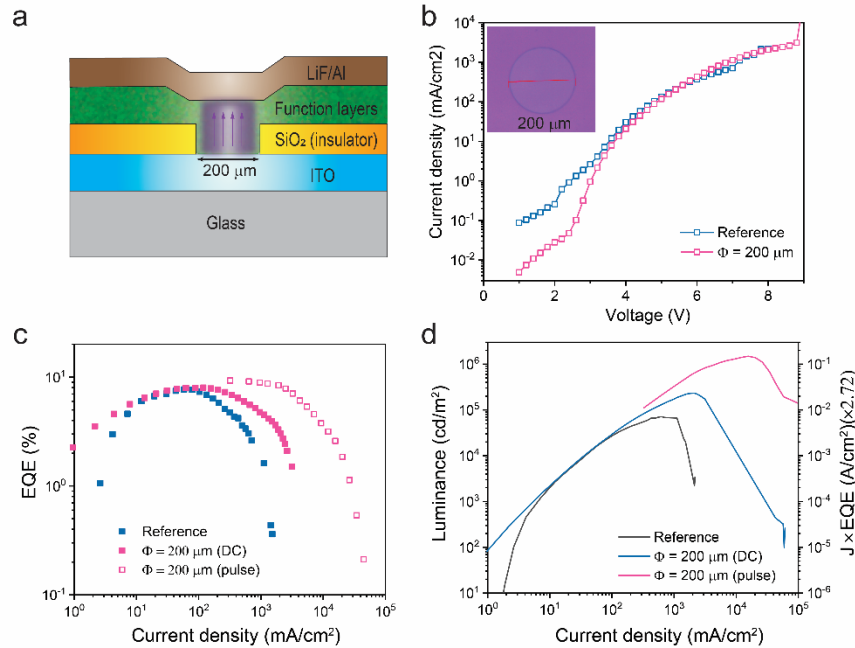 a
LiF/Al
Function layers
SiO₂ (insulator)
200 μm
ITO
Glass
b
Current density (mA/cm2)
10⁴
10³
10²
10¹
10⁰
10⁻¹
10⁻²
200 μm
Reference
Φ = 200 μm
0 2 4 6 8
Voltage (V)
c
EQE (%)
10¹
10⁰
10⁻¹
Reference
Φ = 200 μm (DC)
Φ = 200 μm (pulse)
10⁰ 10¹ 10² 10³ 10⁴ 10⁵
Current density (mA/cm²)
d
Luminance (cd/m²)
10⁶
10⁵
10⁴
10³
10²
10¹
Reference
Φ = 200 μm (DC)
Φ = 200 μm (pulse)
10⁻¹
10⁻²
10⁻³
10⁻⁴
10⁻⁵
10⁻⁶
J × EQE (A/cm²)(×2.72)
10⁰ 10¹ 10² 10³ 10⁴ 10⁵
Current density (mA/cm²)